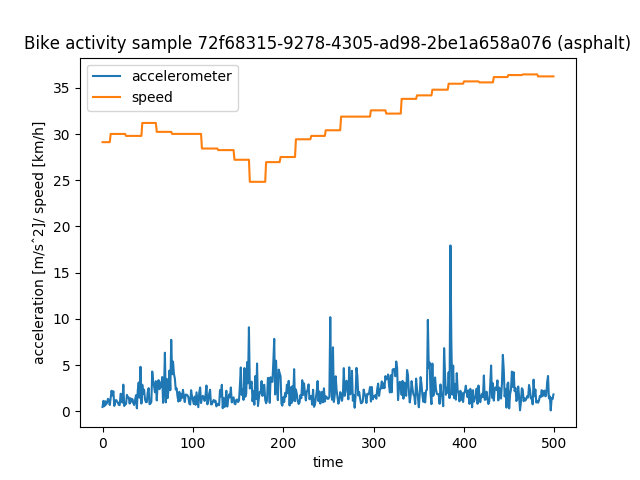 Bike activity sample 72f68315-9278-4305-ad98-2be1a658a076 (asphalt)
accelerometer
speed
acceleration [m/s^2]/ speed [km/h]
35
30
25
20
15
10
5
0
0 100 200 300 400 500
time